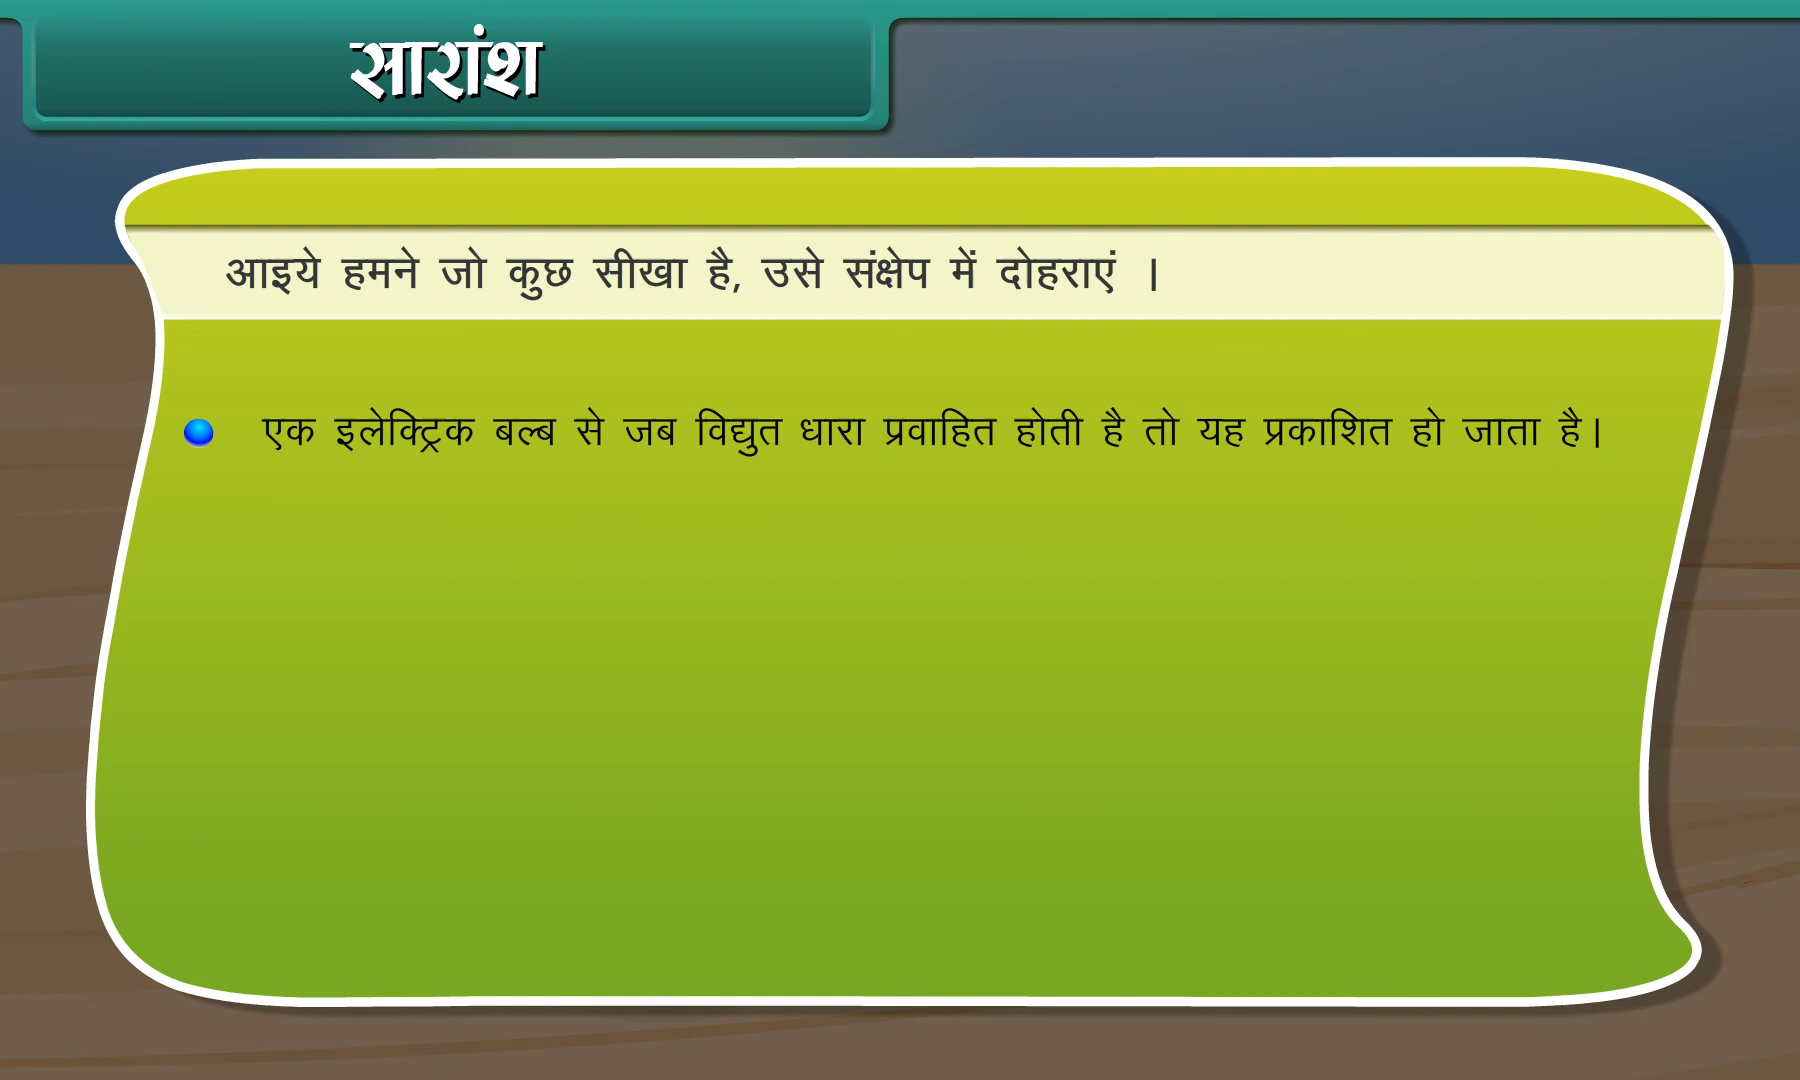 सारांश
आइये हमने जो कुछ सीखा है, उसे संक्षेप में दोहराएं ।
एक इलेक्ट्रिक बल्ब से जब विद्युत धारा प्रवाहित होती है तो यह प्रकाशित हो जाता है।